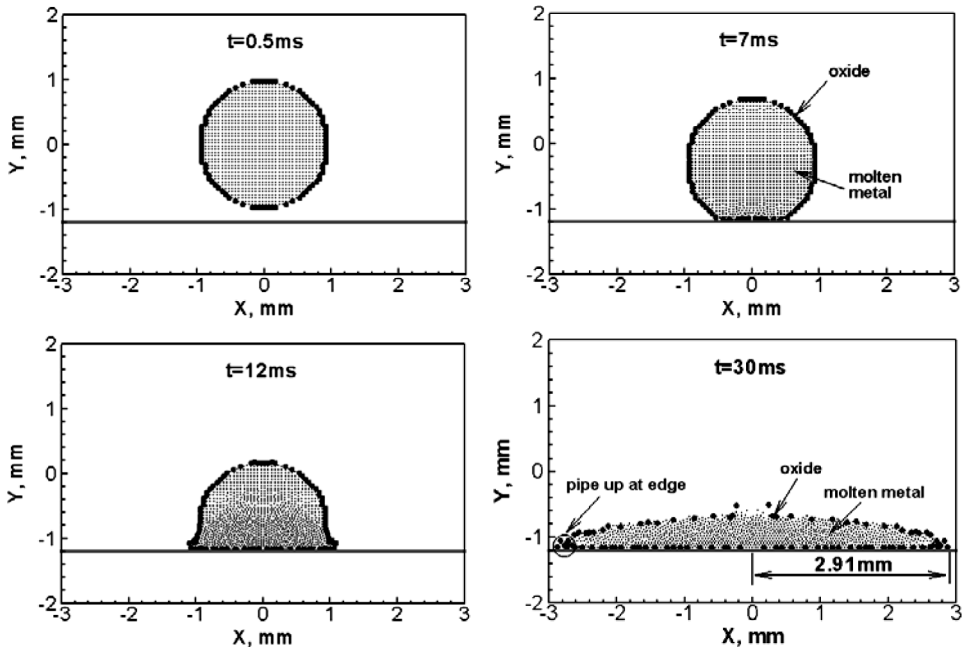 t=0.5ms
2
1
0
-1
-2
Y, mm
-3 -2 -1 0 1 2 3
X, mm
t=7ms
oxide
molten
metal
2
1
0
-1
-2
Y, mm
-3 -2 -1 0 1 2 3
X, mm
t=12ms
2
1
0
-1
-2
Y, mm
-3 -2 -1 0 1 2 3
X, mm
t=30ms
oxide
pipe up at edge
molten metal
2.91mm
2
1
0
-1
-2
Y, mm
-3 -2 -1 0 1 2 3
X, mm